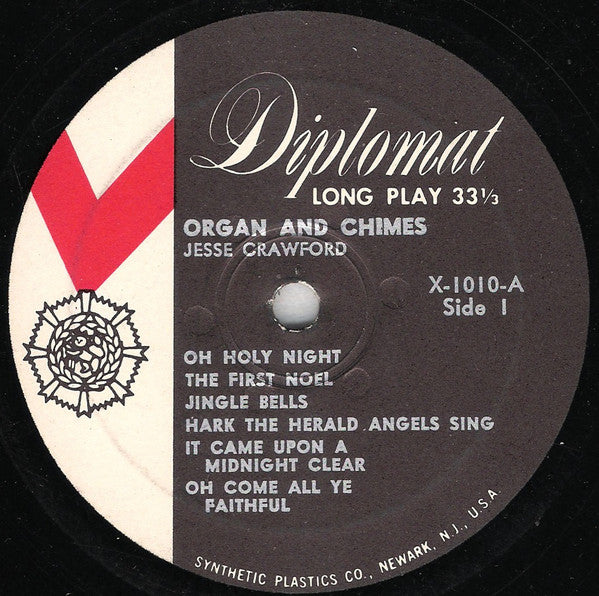 Diplomat
LONG PLAY 33⅓
ORGAN AND CHIMES
JESSE CRAWFORD
X-1010-A
Side 1
OH HOLY NIGHT
THE FIRST NOEL
JINGLE BELLS
HARK THE HERALD ANGELS SING
IT CAME UPON A
MIDNIGHT CLEAR
OH COME ALL YE
FAITHFUL
SYNTHETIC PLASTICS CO., NEWARK, N.J., U.S.A